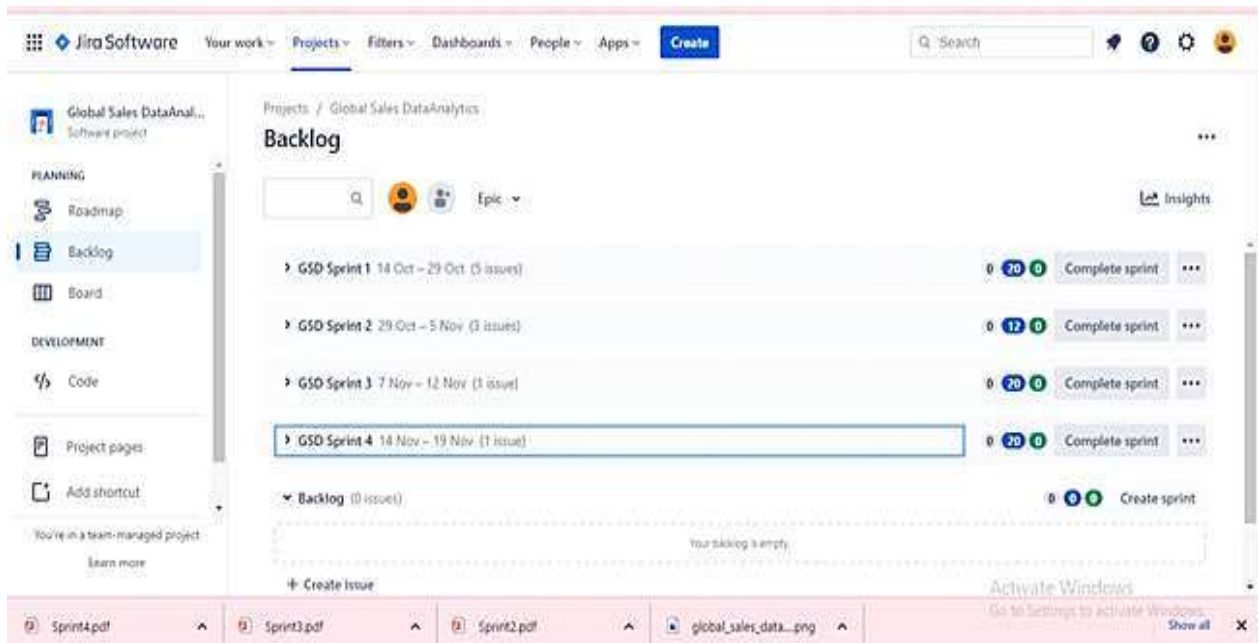 Jira Software Your work Projects Filters Dashboards People Apps Create Search
Global Sales DataAnal...
Software project
PLANNING
Roadmap
Backlog
Board
DEVELOPMENT
Code
Project pages
Add shortcut
You're in a team-managed project
Learn more
Projects / Global Sales DataAnalytics
Backlog
Epic
Insights
GSD Sprint 1 14 Oct – 29 Oct (5 issues) 0 20 0 Complete sprint
GSD Sprint 2 29 Oct – 5 Nov (3 issues) 0 12 0 Complete sprint
GSD Sprint 3 7 Nov – 12 Nov (1 issue) 0 20 0 Complete sprint
GSD Sprint 4 14 Nov – 19 Nov (1 issue) 0 20 0 Complete sprint
Backlog (0 issues) 0 0 0 Create sprint
Your backlog is empty.
+ Create issue
Activate Windows
Go to Settings to activate Windows.
Sprint4.pdf Sprint3.pdf Sprint2.pdf global_sales_data....png Show all X